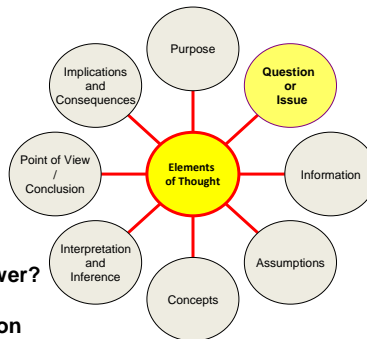 Purpose
Implications
and
Consequences
Question
or
Issue
Point of View
/
Conclusion
Elements
of Thought
Information
Interpretation
and
Inference
Assumptions
Concepts
wer?
on